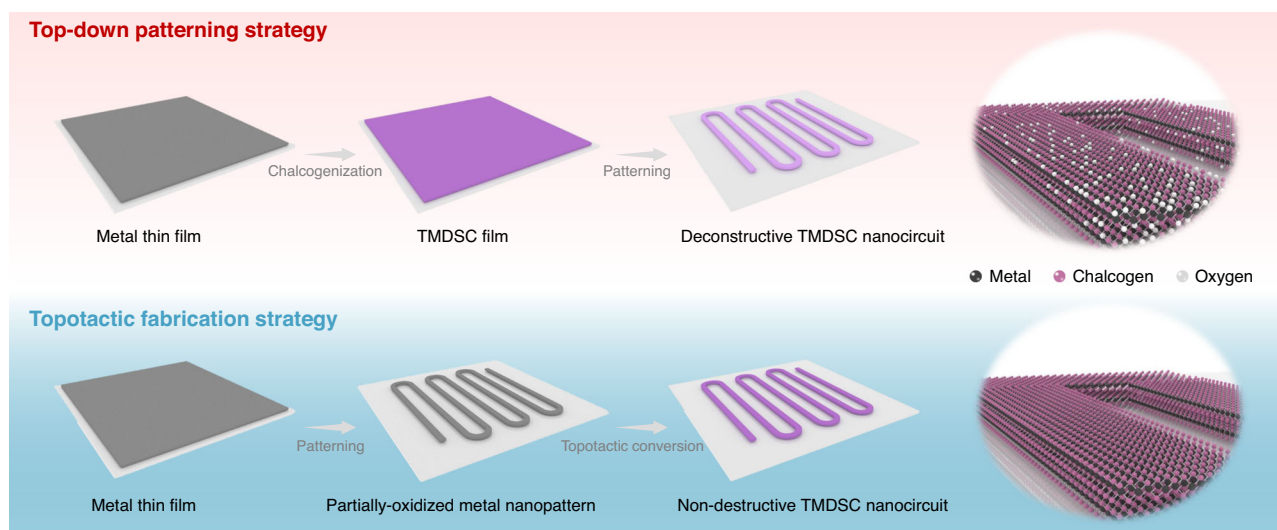 Top-down patterning strategy
Chalcogenization
Patterning
Metal thin film
TMDSC film
Deconstructive TMDSC nanocircuit
Metal
Chalcogen
Oxygen
Topotactic fabrication strategy
Patterning
Topotactic conversion
Metal thin film
Partially-oxidized metal nanopattern
Non-destructive TMDSC nanocircuit